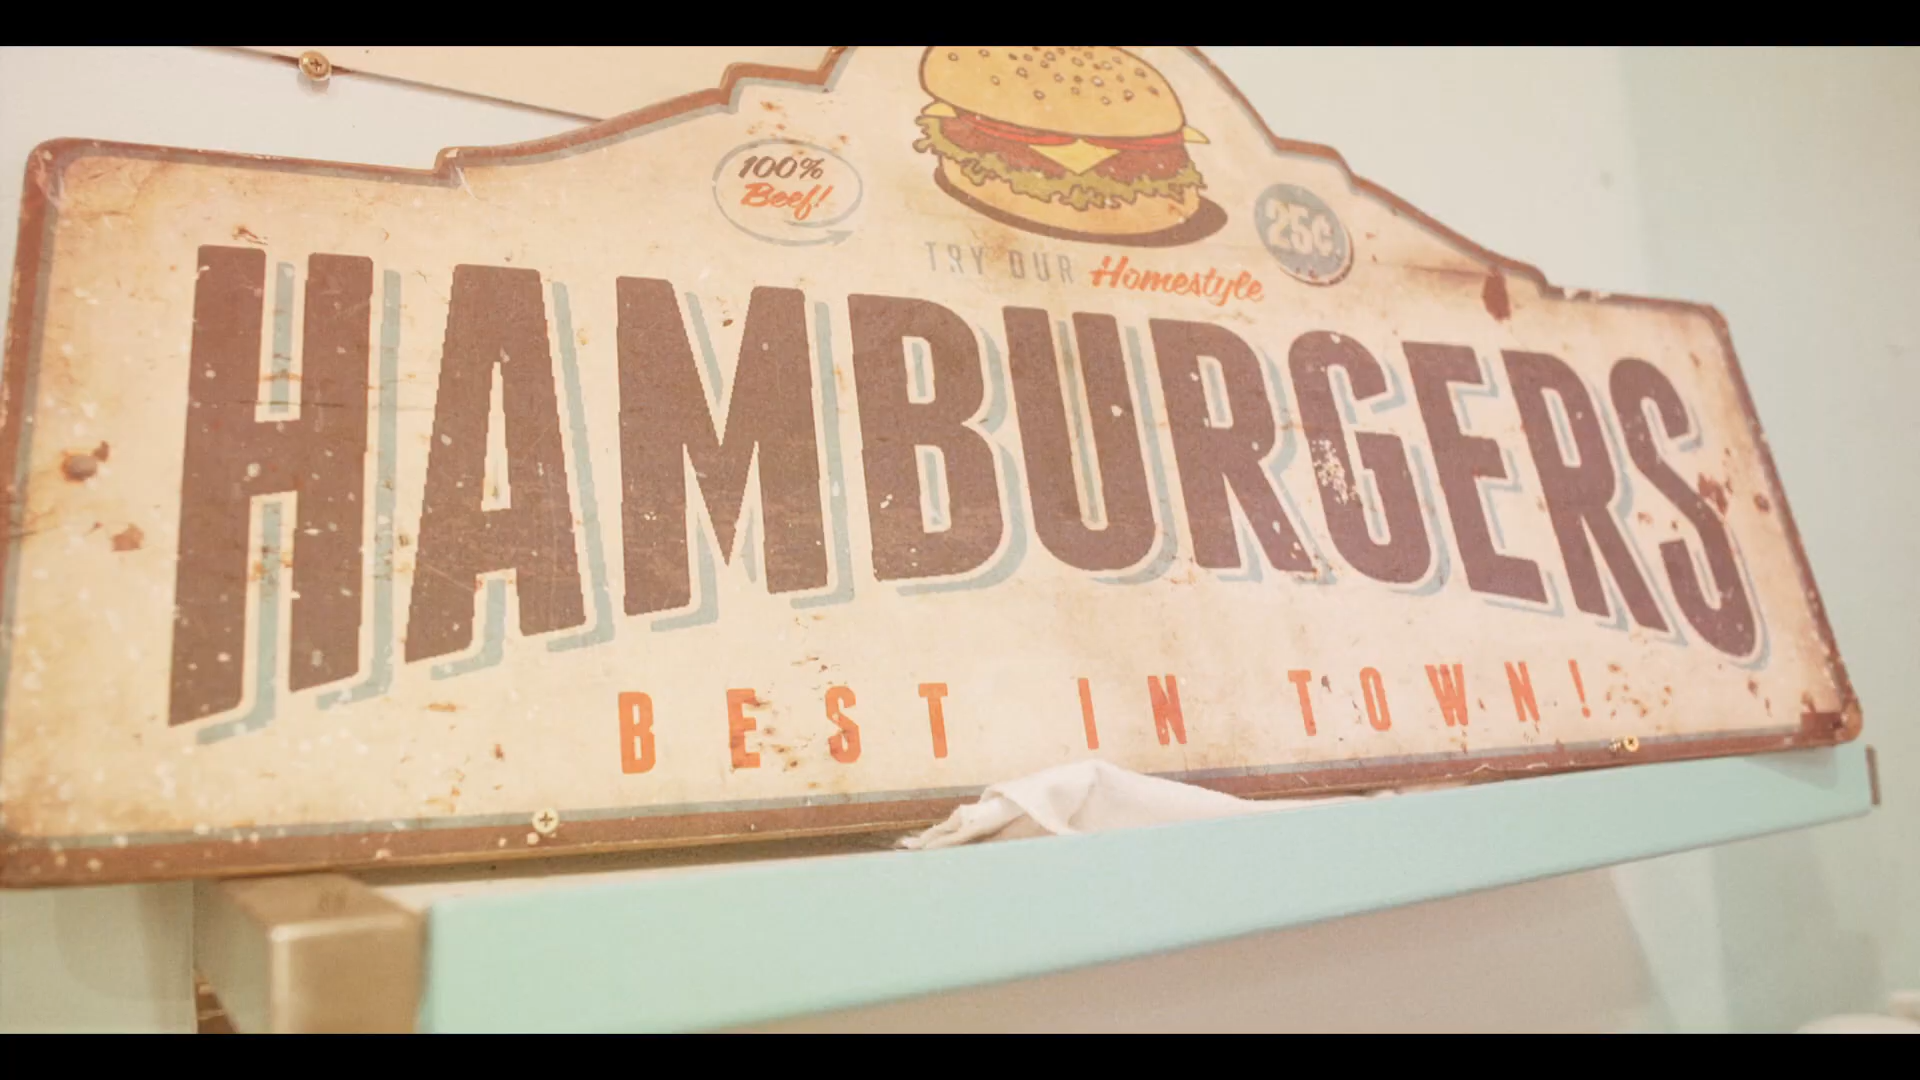 100%
Beef!
25¢
TRY OUR Homestyle
HAMBURGERS
BEST IN TOWN!